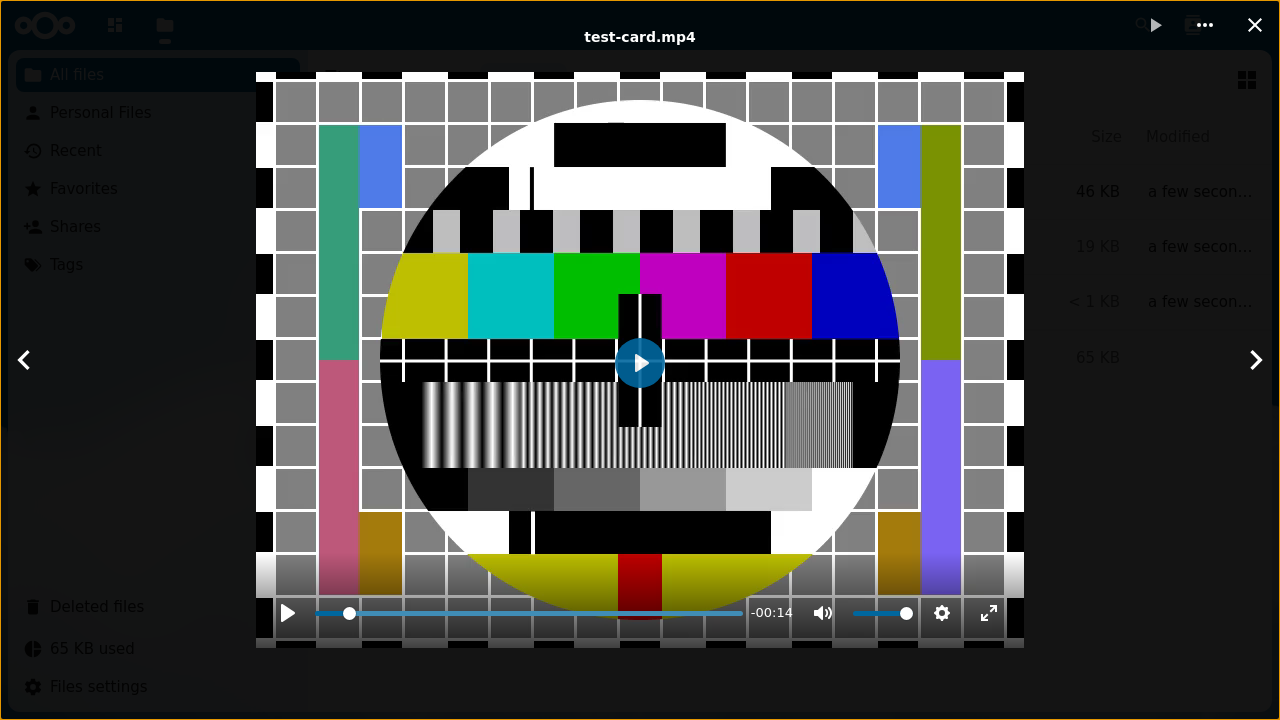 test-card.mp4
All files
Personal Files
Recent
Favorites
Shares
Tags
Size Modified
46 KB a few secon...
19 KB a few secon...
< 1 KB a few secon...
65 KB
-00:14
Deleted files
65 KB used
Files settings